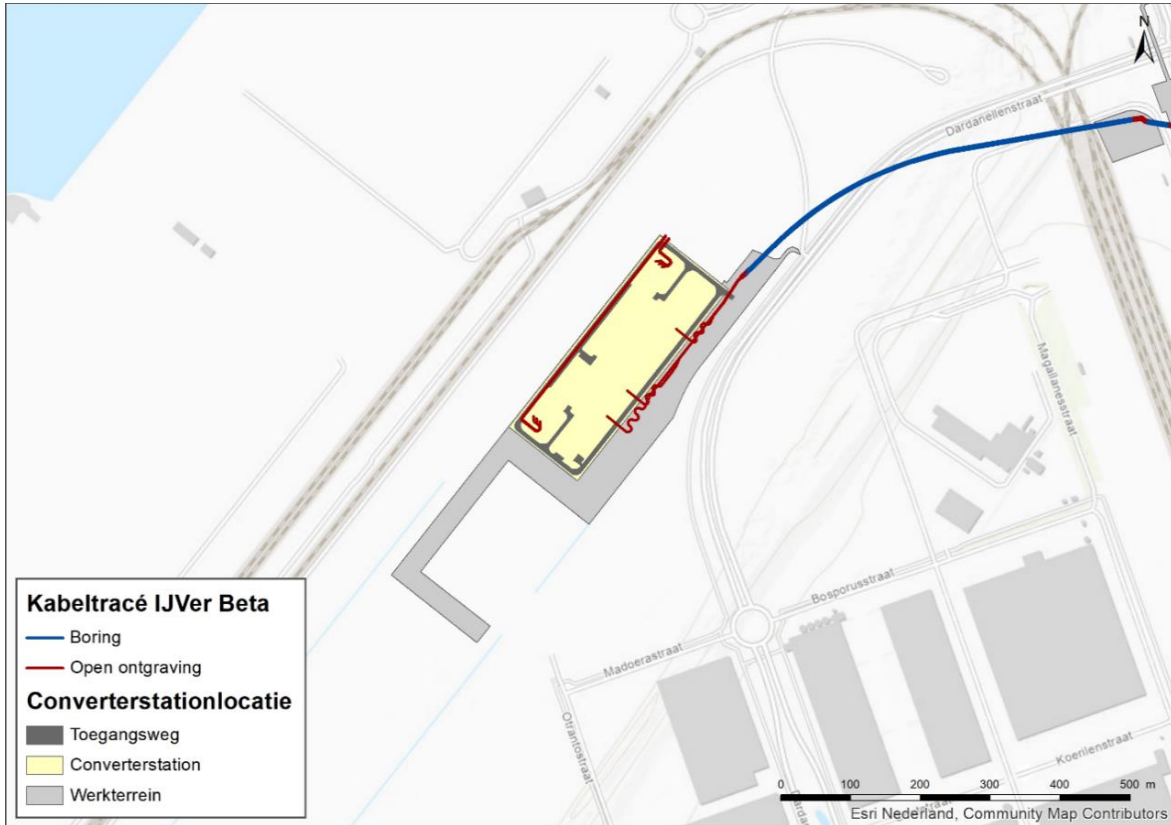 N
Dardanellenstraat
Magallanesstraat
Bosporusstraat
Madoerastraat
Otrantostraat
Koerilenstraat
Kabeltracé IJVer Beta
Boring
Open ontgraving
Converterstationlocatie
Toegangsweg
Converterstation
Werkterrein
0 100 200 300 400 500 m
Esri Nederland, Community Map Contributors